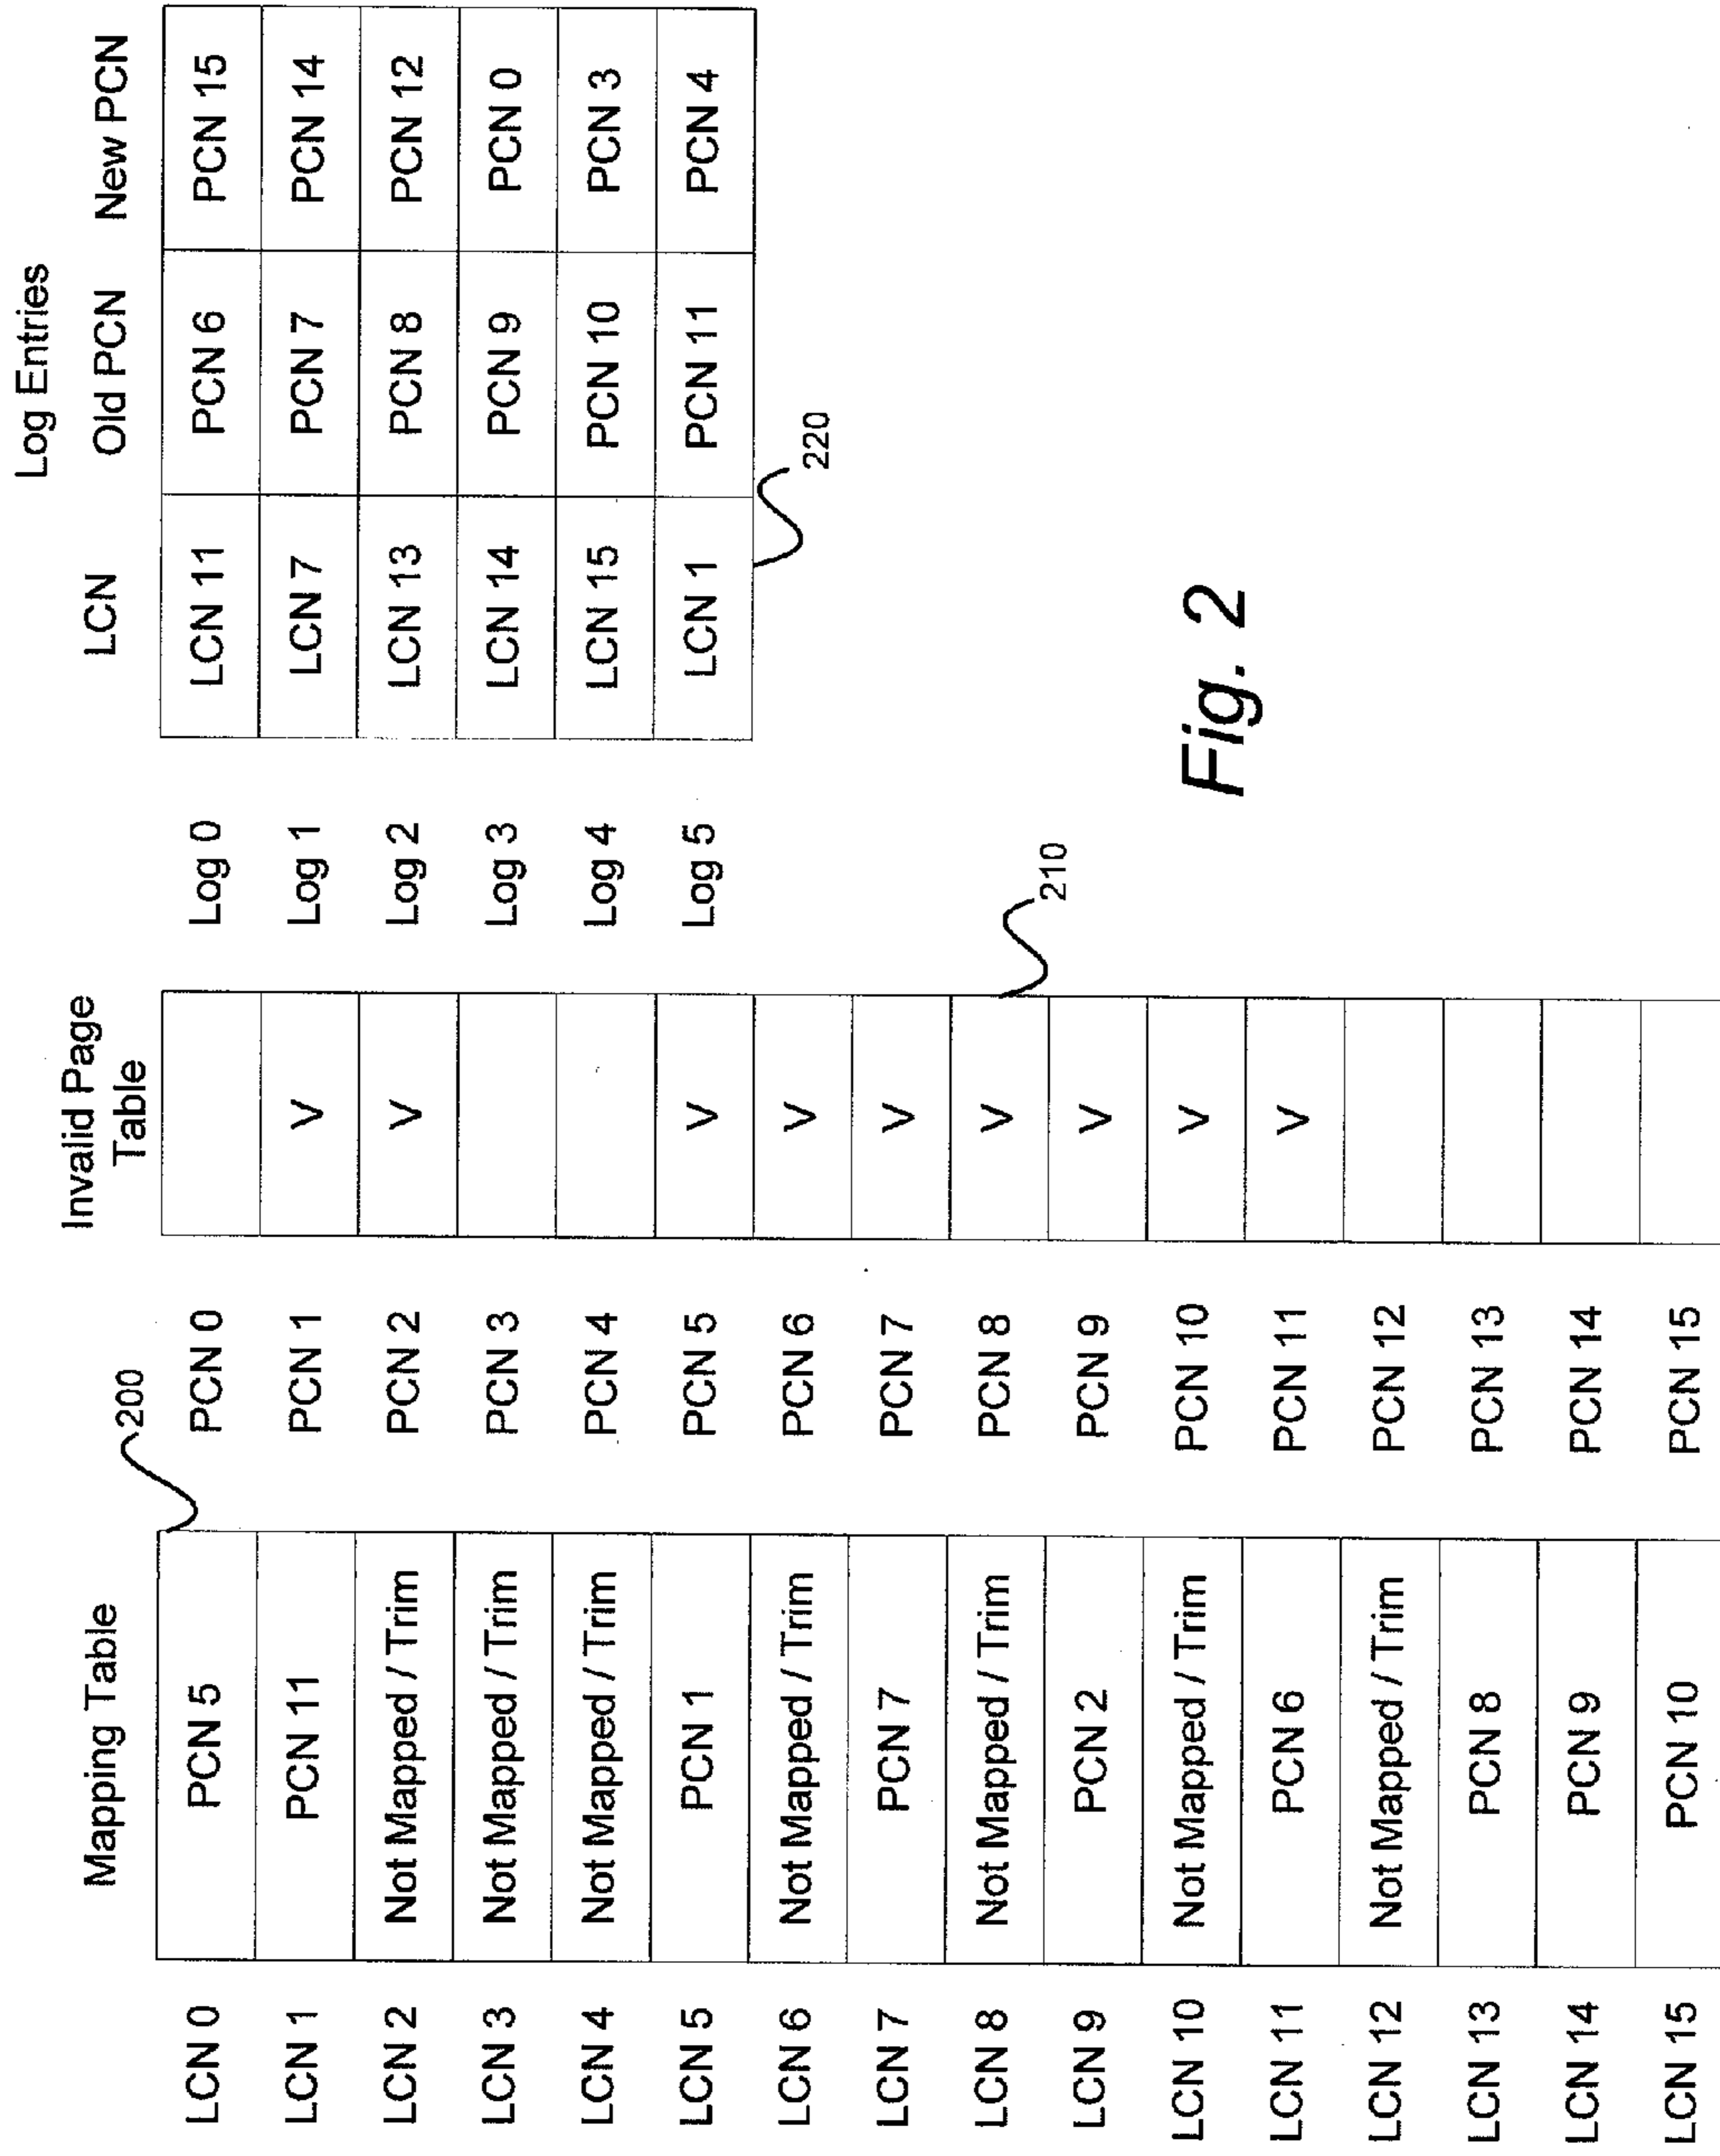 Mapping Table
200
LCN 0 PCN 5
LCN 1 PCN 11
LCN 2 Not Mapped / Trim
LCN 3 Not Mapped / Trim
LCN 4 Not Mapped / Trim
LCN 5 PCN 1
LCN 6 Not Mapped / Trim
LCN 7 PCN 7
LCN 8 Not Mapped / Trim
LCN 9 PCN 2
LCN 10 Not Mapped / Trim
LCN 11 PCN 6
LCN 12 Not Mapped / Trim
LCN 13 PCN 8
LCN 14 PCN 9
LCN 15 PCN 10
Invalid Page
Table
PCN 0
PCN 1 V
PCN 2 V
PCN 3
PCN 4
PCN 5 V
PCN 6 V
PCN 7 V
PCN 8 V
PCN 9 V
PCN 10 V
PCN 11 V
PCN 12
PCN 13
PCN 14
PCN 15
210
Log Entries
LCN Old PCN New PCN
Log 0 LCN 11 PCN 6 PCN 15
Log 1 LCN 7 PCN 7 PCN 14
Log 2 LCN 13 PCN 8 PCN 12
Log 3 LCN 14 PCN 9 PCN 0
Log 4 LCN 15 PCN 10 PCN 3
Log 5 LCN 1 PCN 11 PCN 4
220
Fig. 2